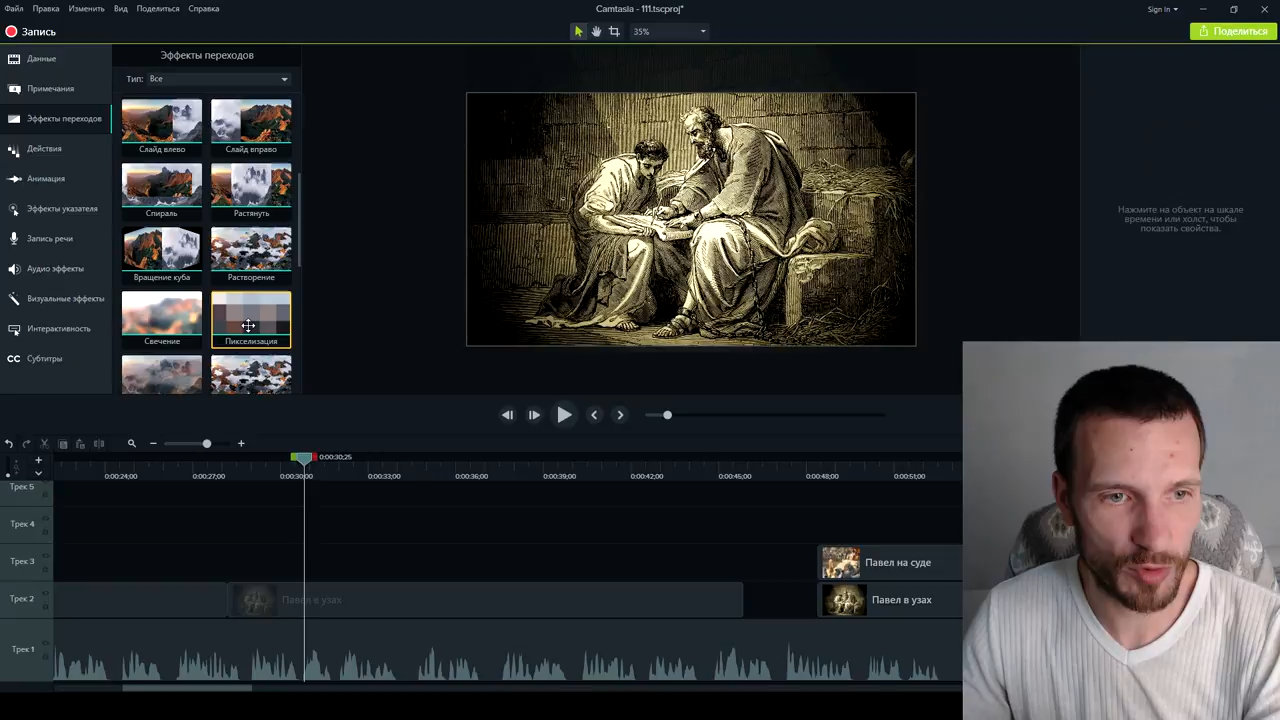 Файл Правка Изменить Вид Поделиться Справка
Camtasia - 111.tscproj*
Sign In
Запись
35%
Поделиться
Данные
Примечания
Эффекты переходов
Действия
Анимация
Эффекты указателя
Запись речи
Аудио эффекты
Визуальные эффекты
Интерактивность
CC Субтитры
Эффекты переходов
Тип: Все
Слайд влево Слайд вправо
Спираль Растянуть
Вращение куба Растворение
Свечение Пикселизация
Нажмите на объект на шкале
времени или холст, чтобы
показать свойства.
0:00:30;25
0:00:24;00 0:00:27;00 0:00:30;00 0:00:33;00 0:00:36;00 0:00:39;00 0:00:42;00 0:00:45;00 0:00:48;00 0:00:51;00
Трек 5
Трек 4
Трек 3 Павел на суде
Трек 2 Павел в узах Павел в узах
Трек 1